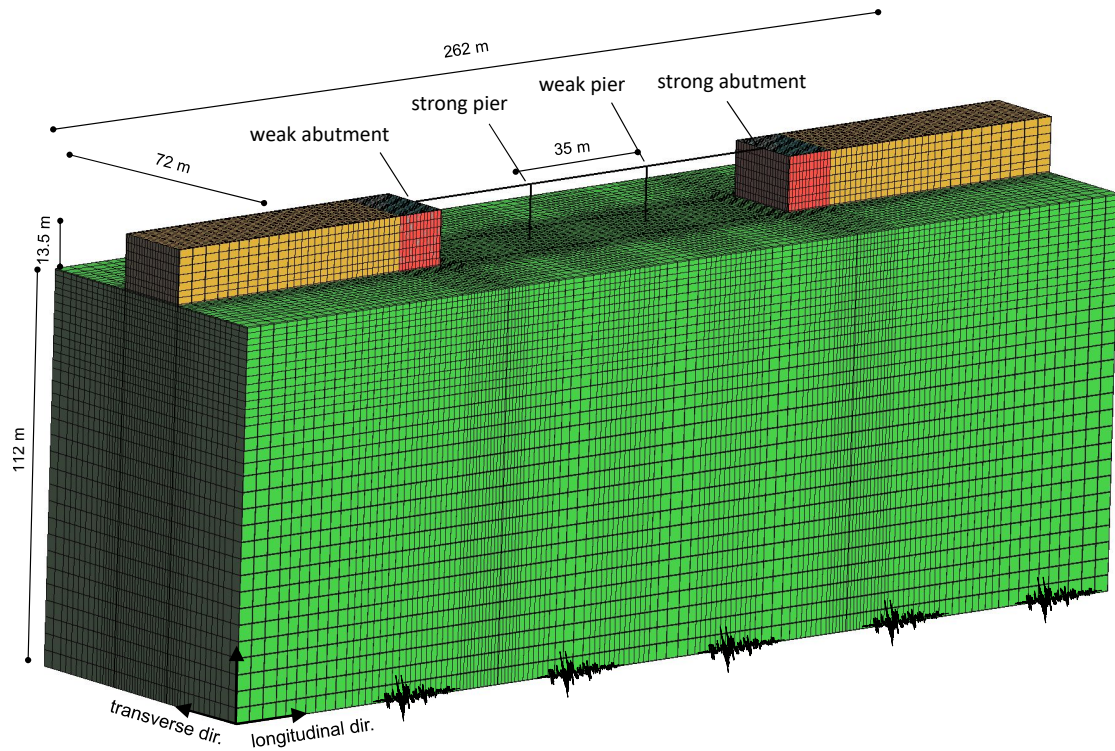 262 m
weak pier
strong abutment
strong pier
weak abutment
35 m
72 m
13.5 m
112 m
transverse dir.
longitudinal dir.